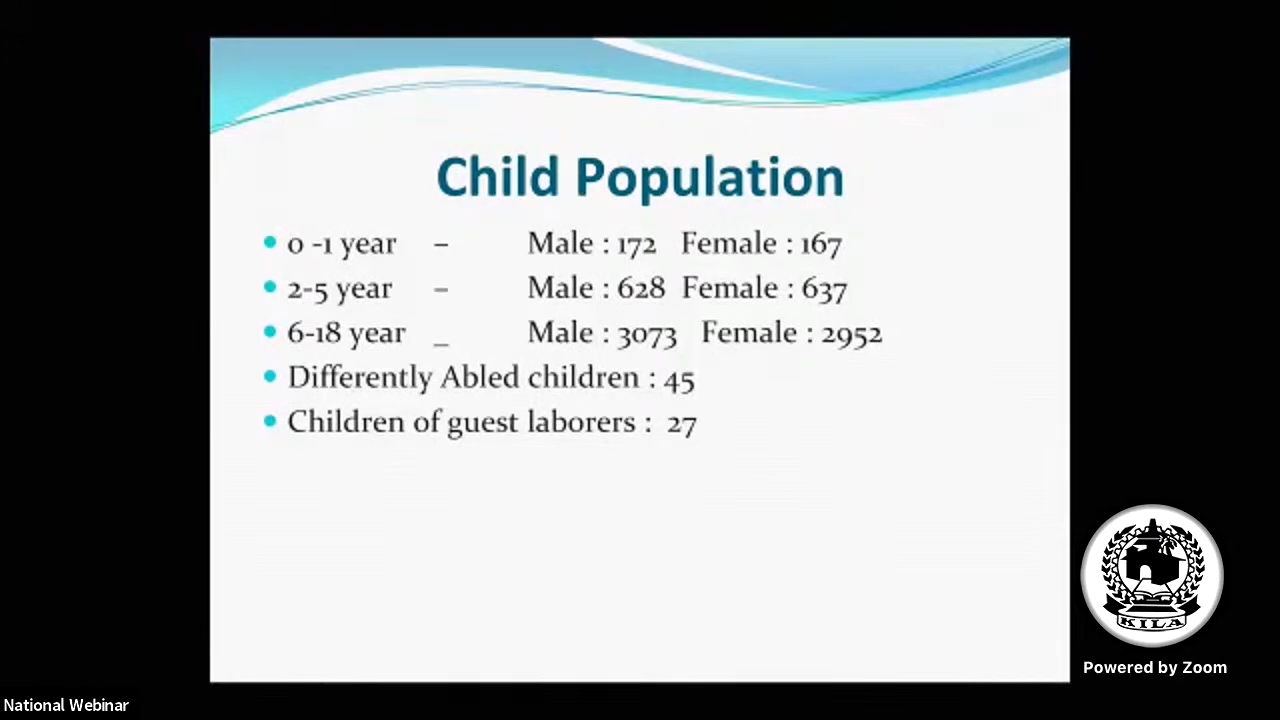 Child Population
0 -1 year – Male : 172 Female : 167
2-5 year – Male : 628 Female : 637
6-18 year _ Male : 3073 Female : 2952
Differently Abled children : 45
Children of guest laborers : 27
KILA
Powered by Zoom
National Webinar